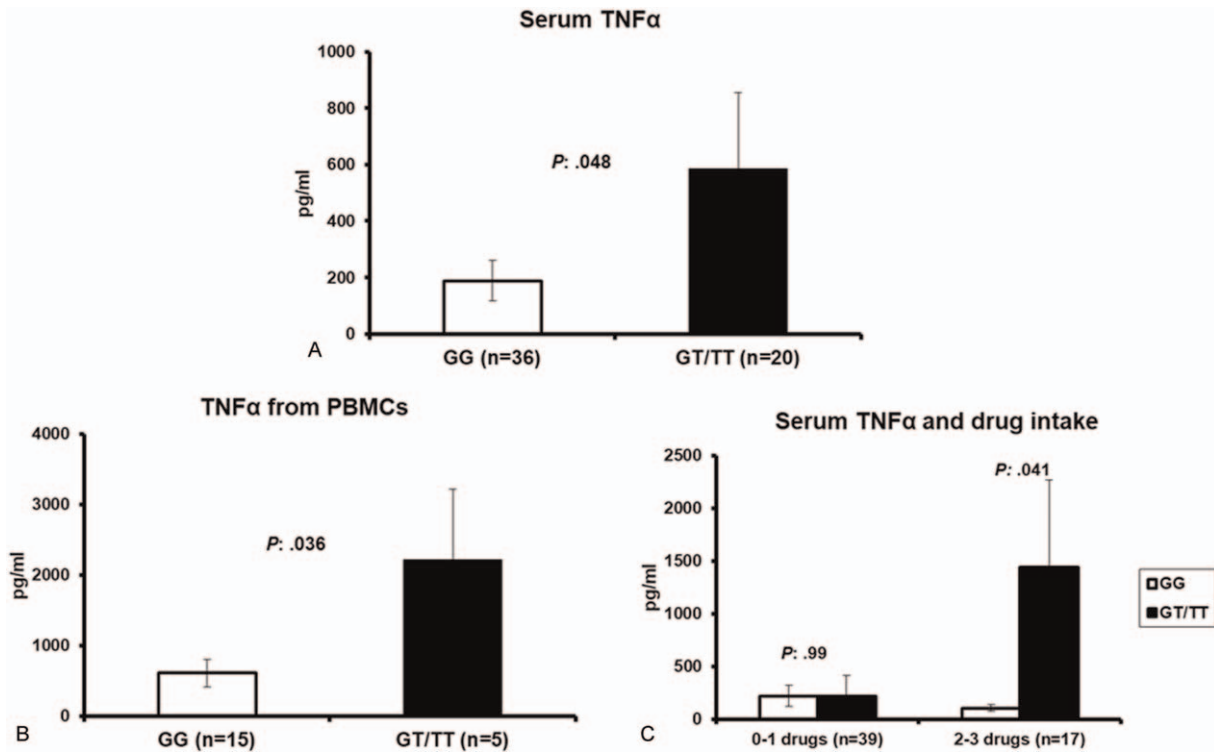 Serum TNFα
1000
800
600
400
200
0
pg/ml
P: .048
GG (n=36)
GT/TT (n=20)
A
TNFα from PBMCs
4000
3000
2000
1000
0
pg/ml
P: .036
GG (n=15)
GT/TT (n=5)
B
Serum TNFα and drug intake
2500
2000
1500
1000
500
0
pg/ml
P: .99
P: .041
0-1 drugs (n=39)
2-3 drugs (n=17)
GG
GT/TT
C